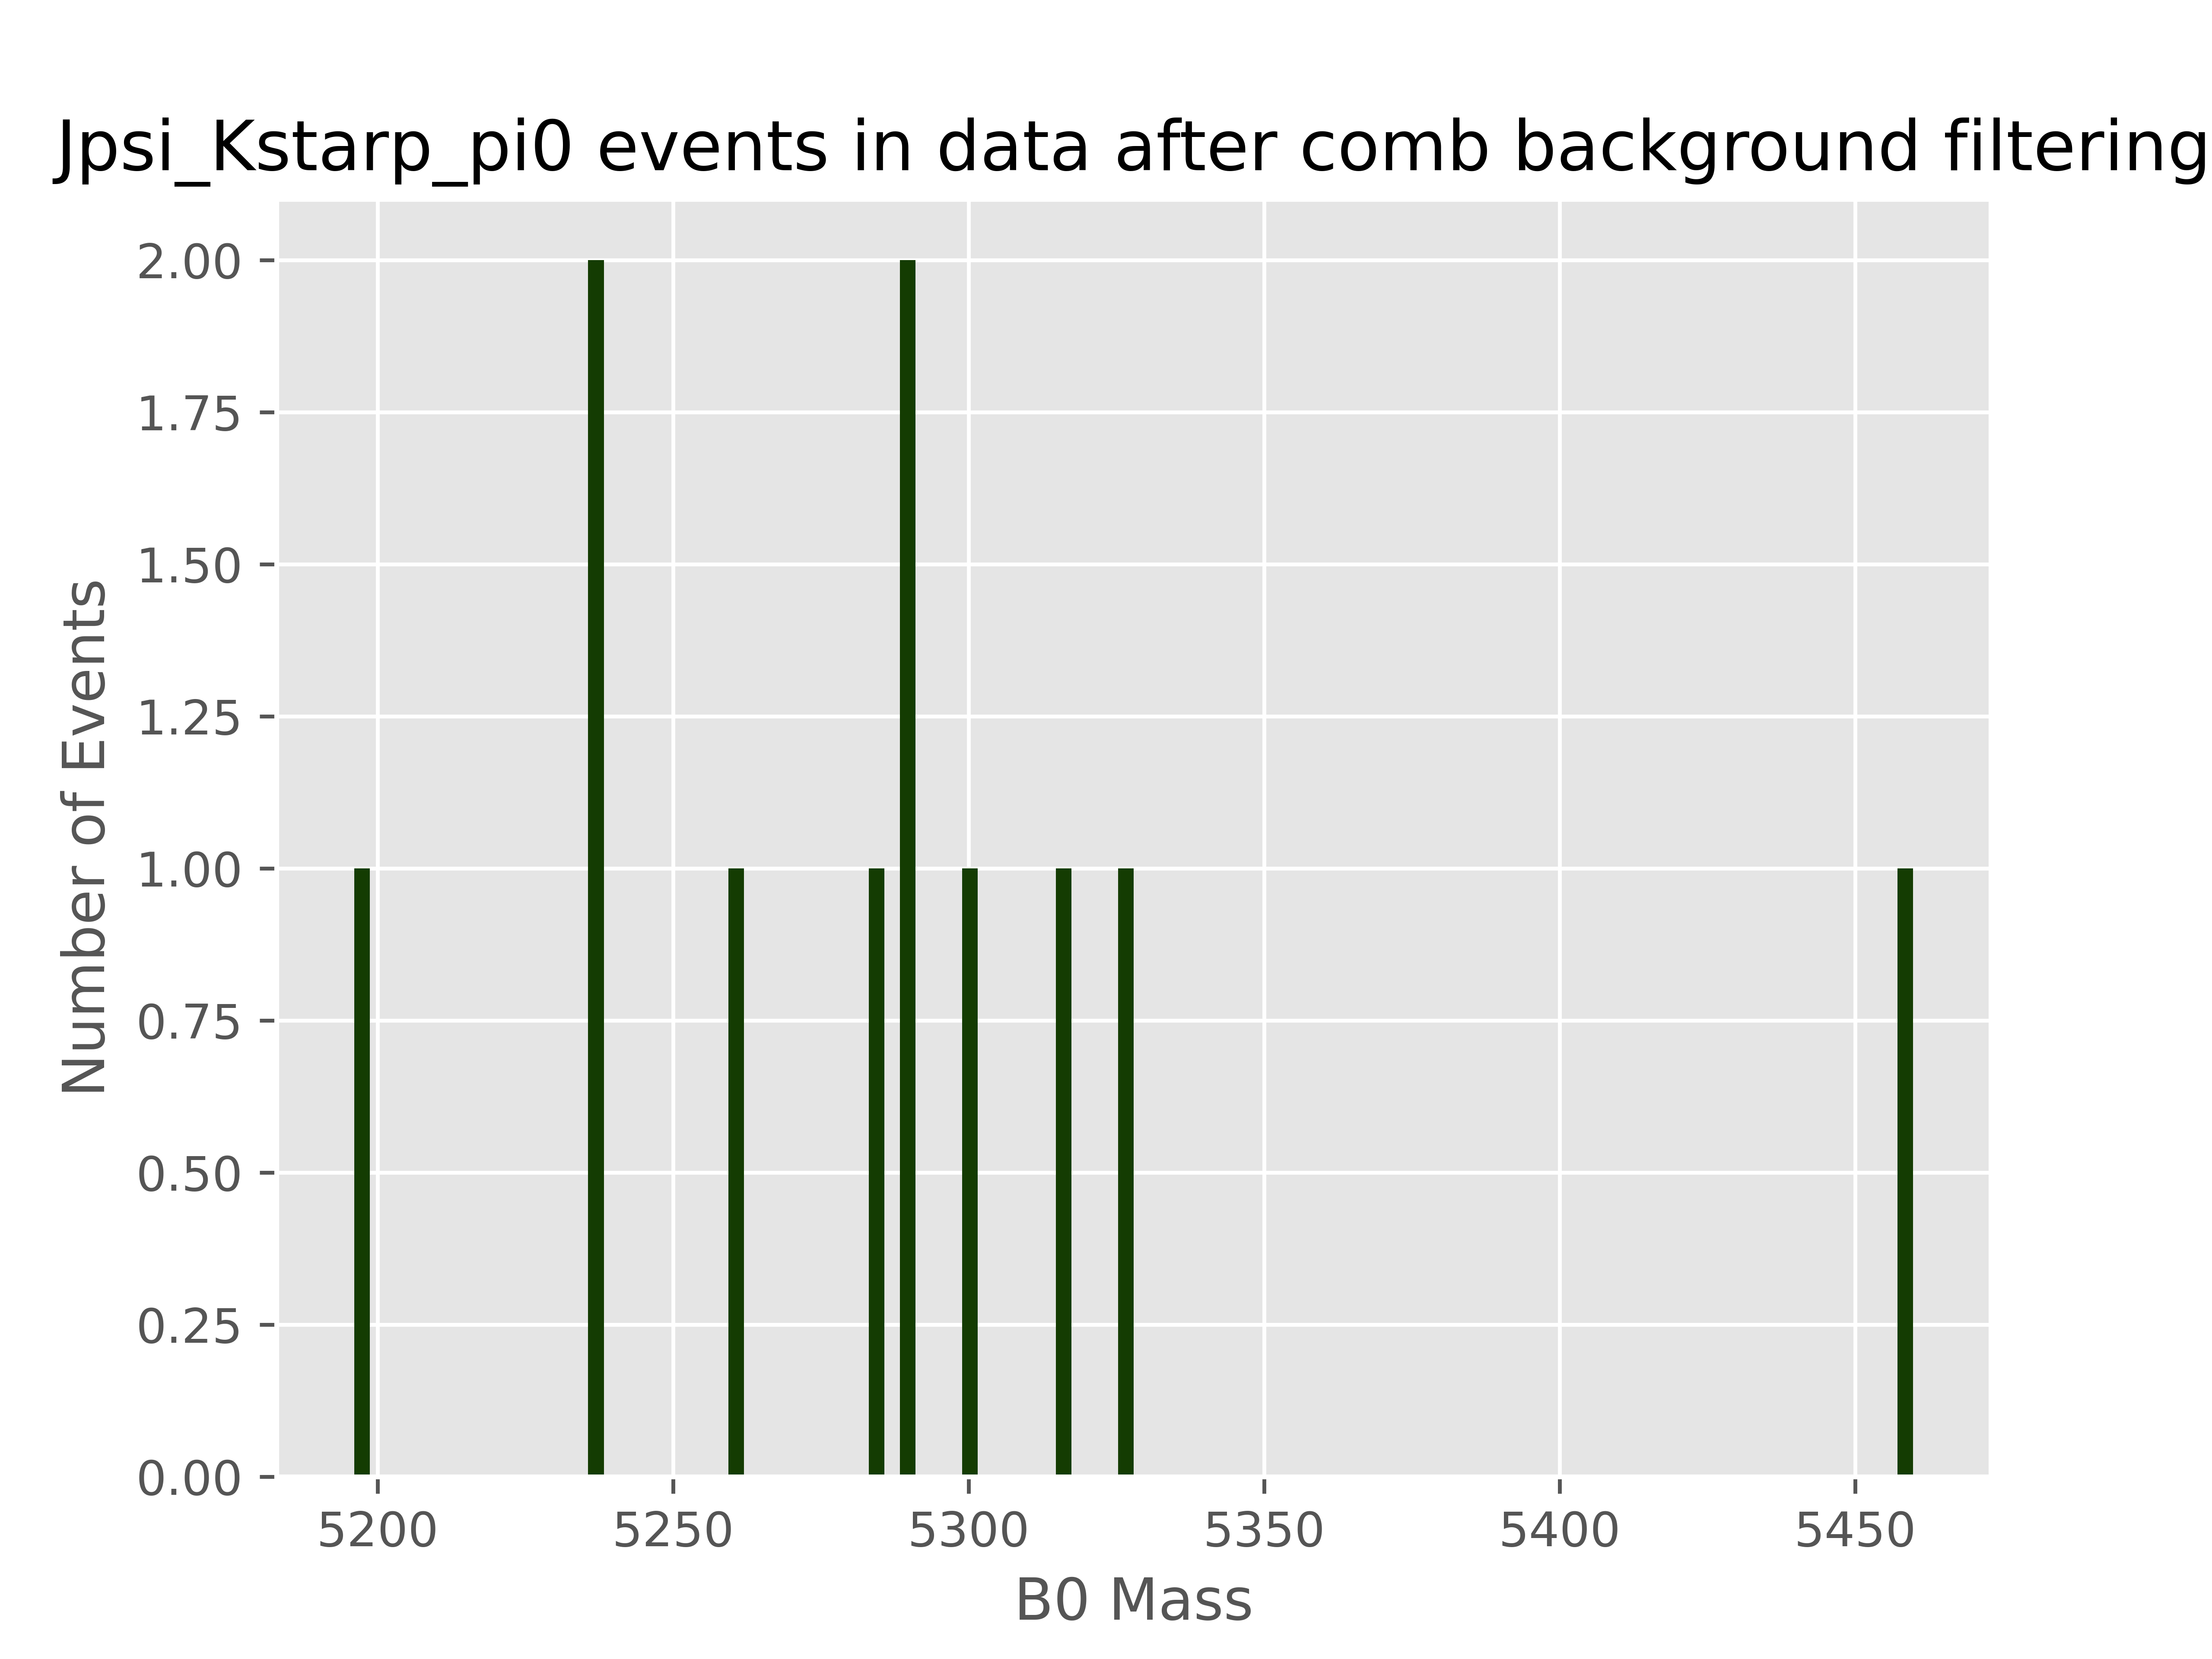 Jpsi_Kstarp_pi0 events in data after comb background filtering
2.00
1.75
1.50
1.25
1.00
0.75
0.50
0.25
0.00
Number of Events
5200 5250 5300 5350 5400 5450
B0 Mass